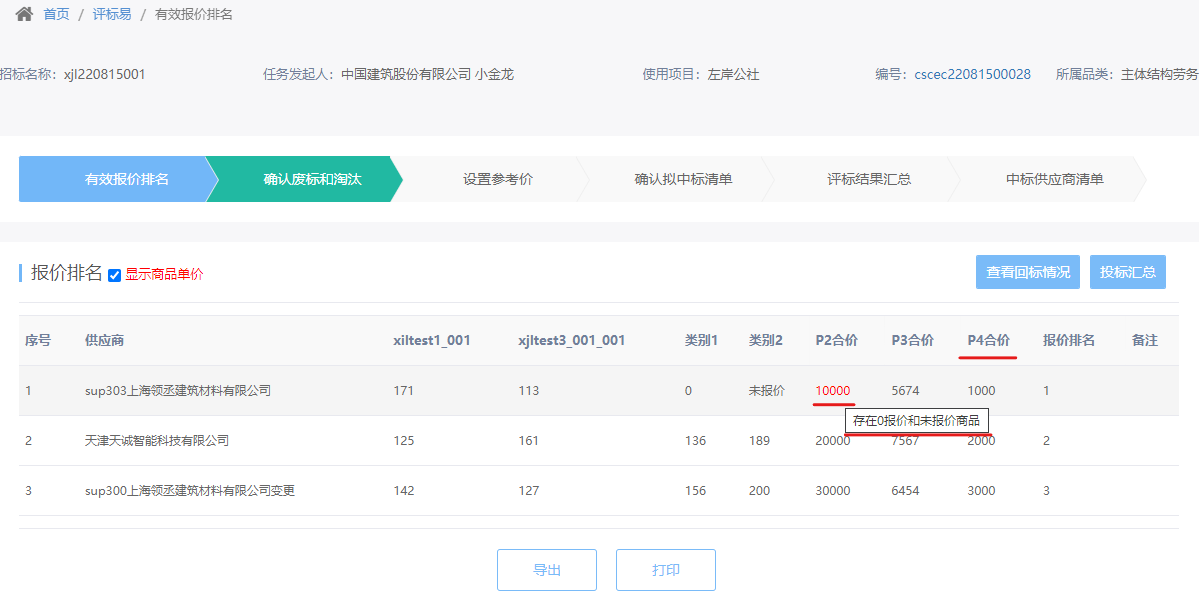 首页 / 评标易 / 有效报价排名
招标名称： xjl220815001 任务发起人： 中国建筑股份有限公司 小金龙 使用项目： 左岸公社 编号： cscec22081500028 所属品类： 主体结构劳务
有效报价排名 确认废标和淘汰 设置参考价 确认拟中标清单 评标结果汇总 中标供应商清单
报价排名 显示商品单价 查看回标情况 投标汇总
序号 供应商 xiltest1_001 xjltest3_001_001 类别1 类别2 P2合价 P3合价 P4合价 报价排名 备注
1 sup303上海领丞建筑材料有限公司 171 113 0 未报价 10000 5674 1000 1
存在0报价和未报价商品
2 天津天诚智能科技有限公司 125 161 136 189 20000 7567 2000 2
3 sup300上海领丞建筑材料有限公司变更 142 127 156 200 30000 6454 3000 3
导出 打印